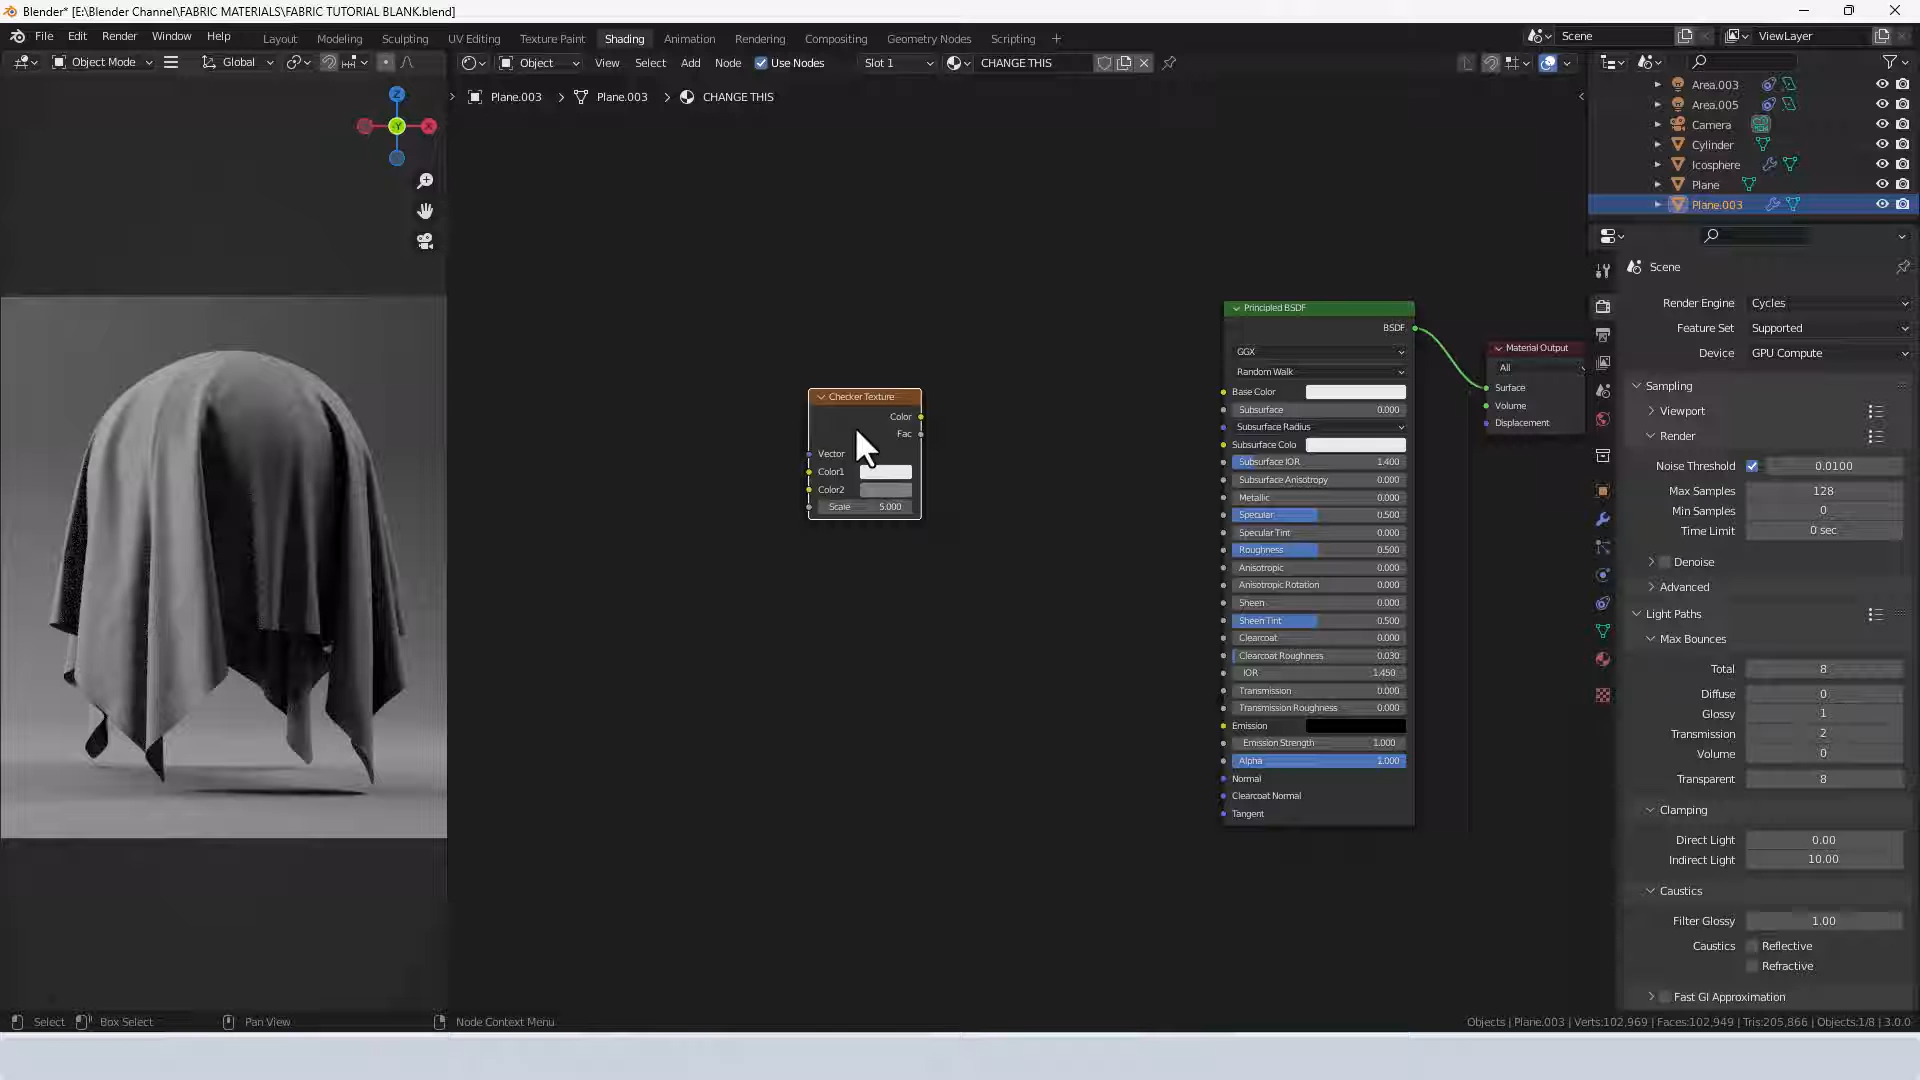 Blender* [E:\Blender Channel\FABRIC MATERIALS\FABRIC TUTORIAL BLANK.blend]
File Edit Render Window Help Layout Modeling Sculpting UV Editing Texture Paint Shading Animation Rendering Compositing Geometry Nodes Scripting + Scene ViewLayer
Object Mode Global Object View Select Add Node Use Nodes Slot 1 CHANGE THIS
Plane.003 > Plane.003 > CHANGE THIS
Z
-Y
X
Area.003
Area.005
Camera
Cylinder
Icosphere
Plane
Plane.003
Checker Texture
Color
Fac
Vector
Color1
Color2
Scale 5.000
Principled BSDF
BSDF
GGX
Random Walk
Base Color
Subsurface 0.000
Subsurface Radius
Subsurface Colo
Subsurface IOR 1.400
Subsurface Anisotropy 0.000
Metallic 0.000
Specular 0.500
Specular Tint 0.000
Roughness 0.500
Anisotropic 0.000
Anisotropic Rotation 0.000
Sheen 0.000
Sheen Tint 0.500
Clearcoat 0.000
Clearcoat Roughness 0.030
IOR 1.450
Transmission 0.000
Transmission Roughness 0.000
Emission
Emission Strength 1.000
Alpha 1.000
Normal
Clearcoat Normal
Tangent
Material Output
All
Surface
Volume
Displacement
Scene
Render Engine Cycles
Feature Set Supported
Device GPU Compute
Sampling
Viewport
Render
Noise Threshold 0.0100
Max Samples 128
Min Samples 0
Time Limit 0 sec
Denoise
Advanced
Light Paths
Max Bounces
Total 8
Diffuse 0
Glossy 1
Transmission 2
Volume 0
Transparent 8
Clamping
Direct Light 0.00
Indirect Light 10.00
Caustics
Filter Glossy 1.00
Caustics Reflective
Refractive
Fast GI Approximation
Select Box Select Pan View Node Context Menu Objects | Plane.003 | Verts:102,969 | Faces:102,949 | Tris:205,866 | Objects:1/8 | 3.0.0